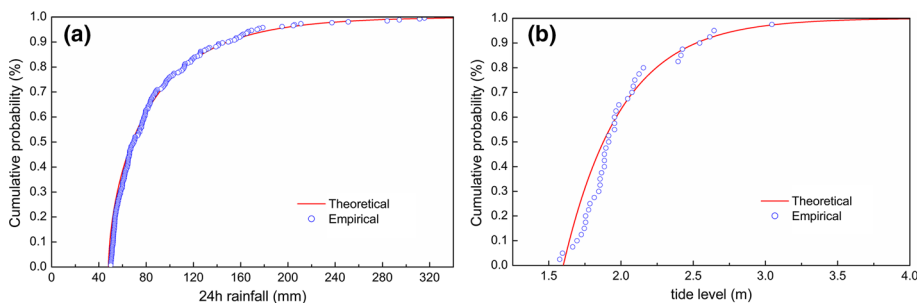 (a)
Cumulative probability (%)
1.0
0.9
0.8
0.7
0.6
0.5
0.4
0.3
0.2
0.1
0.0
Theoretical
Empirical
0 40 80 120 160 200 240 280 320
24h rainfall (mm)
(b)
Cumulative probability (%)
1.0
0.9
0.8
0.7
0.6
0.5
0.4
0.3
0.2
0.1
0.0
Theoretical
Empirical
1.5 2.0 2.5 3.0 3.5 4.0
tide level (m)